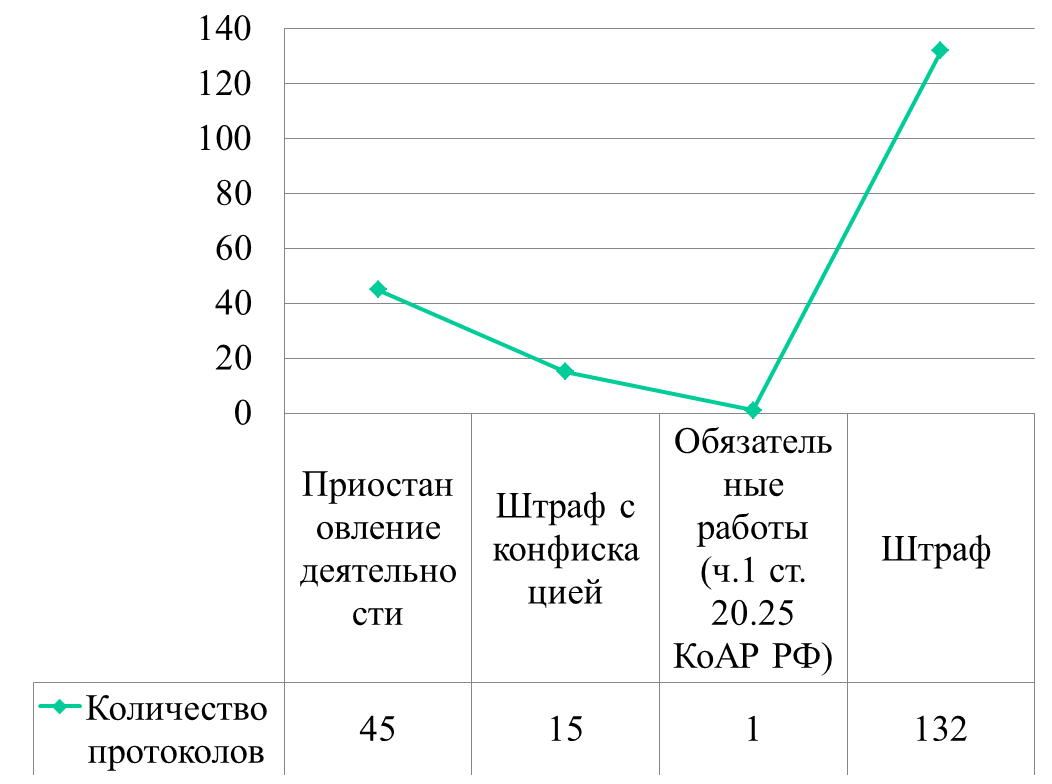 140
120
100
80
60
40
20
0
Приостан
овление
деятельно
сти
Штраф с
конфиска
цией
Обязатель
ные
работы
(ч.1 ст.
20.25
КоАР РФ)
Штраф
Количество
протоколов
45
15
1
132